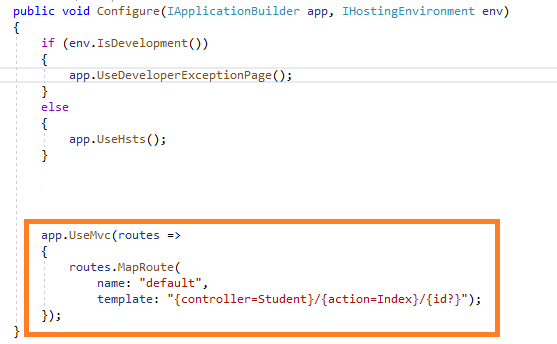 public void Configure(IApplicationBuilder app, IHostingEnvironment env)
{
    if (env.IsDevelopment())
    {
        app.UseDeveloperExceptionPage();
    }
    else
    {
        app.UseHsts();
    }
    app.UseMvc(routes =>
    {
        routes.MapRoute(
            name: "default",
            template: "{controller=Student}/{action=Index}/{id?}");
    });
}